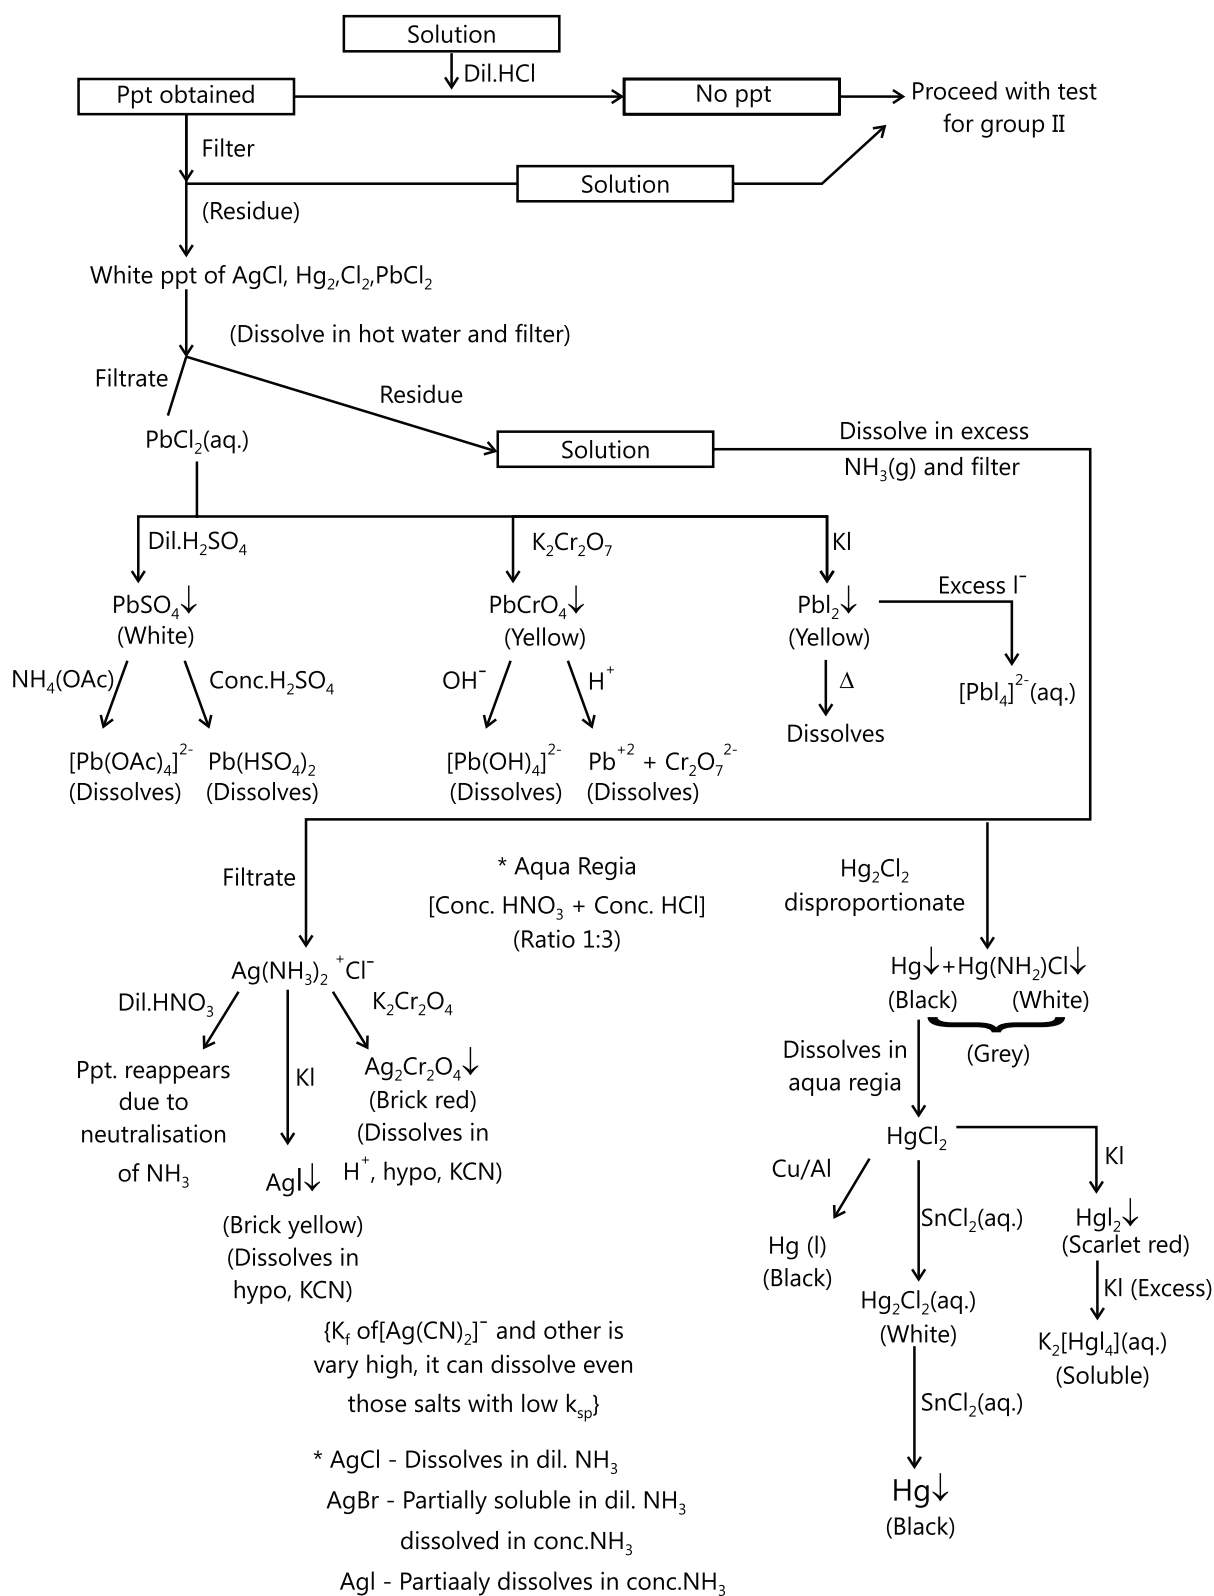 Solution
Dil.HCl
Ppt obtained
No ppt
Proceed with test
for group II
Filter
Solution
(Residue)
White ppt of AgCl, Hg₂,Cl₂,PbCl₂
(Dissolve in hot water and filter)
Filtrate
Residue
PbCl₂(aq.)
Solution
Dissolve in excess
NH₃(g) and filter
Dil.H₂SO₄
K₂Cr₂O₇
KI
PbSO₄↓
(White)
PbCrO₄↓
(Yellow)
PbI₂↓
(Yellow)
Excess I⁻
NH₄(OAc)
Conc.H₂SO₄
OH⁻
H⁺
Δ
[PbI₄]²⁻(aq.)
Dissolves
[Pb(OAc)₄]²⁻
(Dissolves)
Pb(HSO₄)₂
(Dissolves)
[Pb(OH)₄]²⁻
(Dissolves)
Pb⁺² + Cr₂O₇²⁻
(Dissolves)
Filtrate
* Aqua Regia
[Conc. HNO₃ + Conc. HCl]
(Ratio 1:3)
Hg₂Cl₂
disproportionate
Ag(NH₃)₂ ⁺Cl⁻
Hg↓+Hg(NH₂)Cl↓
(Black)
(White)
(Grey)
Dil.HNO₃
KI
K₂Cr₂O₄
Ppt. reappears
due to
neutralisation
of NH₃
Ag₂Cr₂O₄↓
(Brick red)
(Dissolves in
H⁺, hypo, KCN)
AgI↓
(Brick yellow)
(Dissolves in
hypo, KCN)
Dissolves in
aqua regia
HgCl₂
Cu/Al
SnCl₂(aq.)
KI
Hg (l)
(Black)
HgI₂↓
(Scarlet red)
KI (Excess)
Hg₂Cl₂(aq.)
(White)
K₂[HgI₄](aq.)
(Soluble)
SnCl₂(aq.)
Hg↓
(Black)
{K_f of[Ag(CN)₂]⁻ and other is
vary high, it can dissolve even
those salts with low k_sp}
* AgCl - Dissolves in dil. NH₃
AgBr - Partially soluble in dil. NH₃
dissolved in conc.NH₃
AgI - Partiaaly dissolves in conc.NH₃